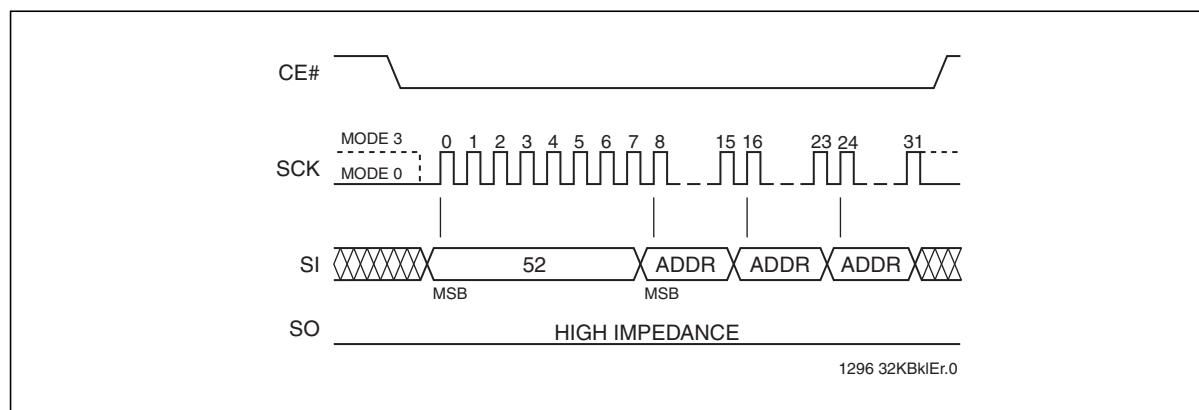 CE#
MODE 3 0 1 2 3 4 5 6 7 8 15 16 23 24 31
SCK MODE 0
SI 52 ADDR ADDR ADDR
MSB MSB
SO HIGH IMPEDANCE
1296 32KBklEr.0